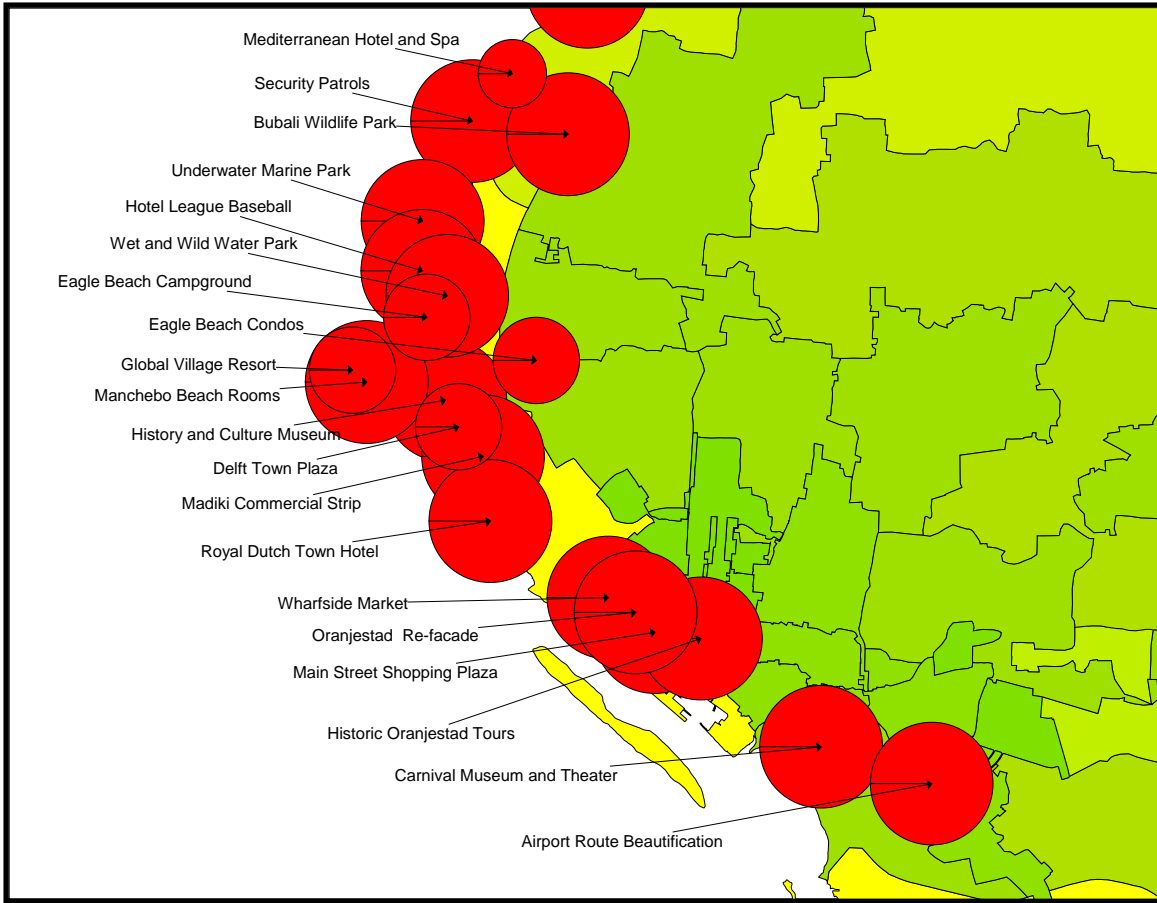 Mediterranean Hotel and Spa
Security Patrols
Bubali Wildlife Park
Underwater Marine Park
Hotel League Baseball
Wet and Wild Water Park
Eagle Beach Campground
Eagle Beach Condos
Global Village Resort
Manchebo Beach Rooms
History and Culture Museum
Delft Town Plaza
Madiki Commercial Strip
Royal Dutch Town Hotel
Wharfside Market
Oranjestad  Re-facade
Main Street Shopping Plaza
Historic Oranjestad Tours
Carnival Museum and Theater
Airport Route Beautification